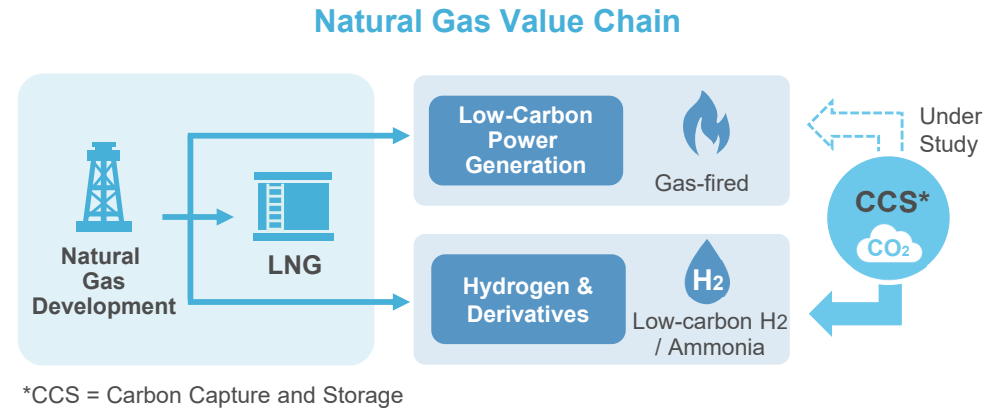 Natural Gas Value Chain
Natural
Gas
Development
LNG
Low-Carbon
Power
Generation
Gas-fired
Hydrogen &
Derivatives
H2
Low-carbon H2
/ Ammonia
Under
Study
CCS*
CO2
*CCS = Carbon Capture and Storage